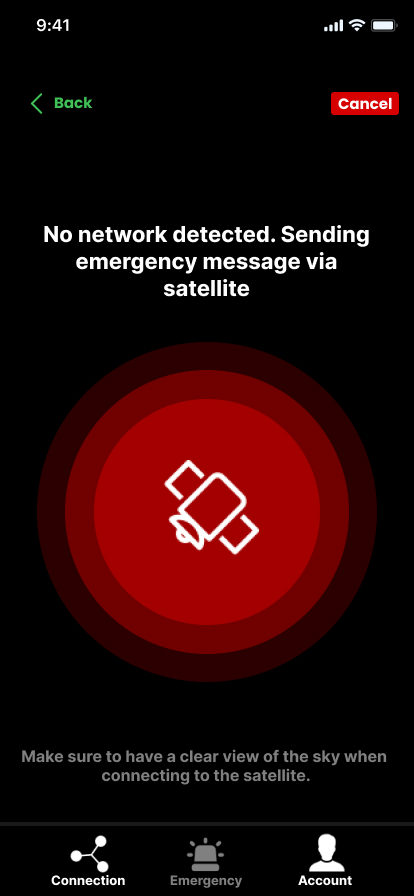 9:41
Back
Cancel
No network detected. Sending
emergency message via
satellite
Make sure to have a clear view of the sky when
connecting to the satellite.
Connection
Emergency
Account